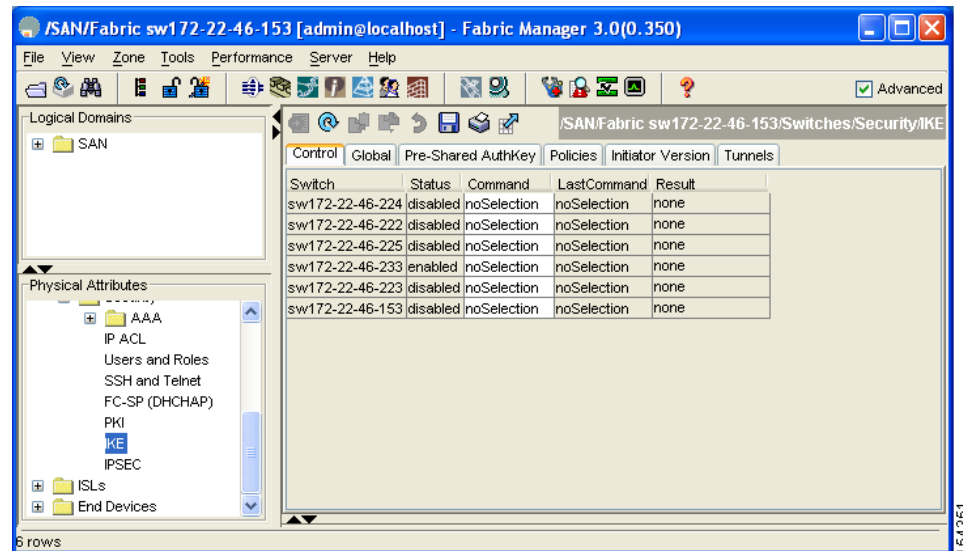 /SAN/Fabric sw172-22-46-153 [admin@localhost] - Fabric Manager 3.0(0.350)
File View Zone Tools Performance Server Help
Advanced
Logical Domains
SAN
/SAN/Fabric sw172-22-46-153/Switches/Security/IKE
Control Global Pre-Shared AuthKey Policies Initiator Version Tunnels
Switch Status Command LastCommand Result
sw172-22-46-224 disabled noSelection noSelection none
sw172-22-46-222 disabled noSelection noSelection none
sw172-22-46-225 disabled noSelection noSelection none
sw172-22-46-233 enabled noSelection noSelection none
sw172-22-46-223 disabled noSelection noSelection none
sw172-22-46-153 disabled noSelection noSelection none
Physical Attributes
AAA
IP ACL
Users and Roles
SSH and Telnet
FC-SP (DHCHAP)
PKI
IKE
IPSEC
ISLs
End Devices
6 rows